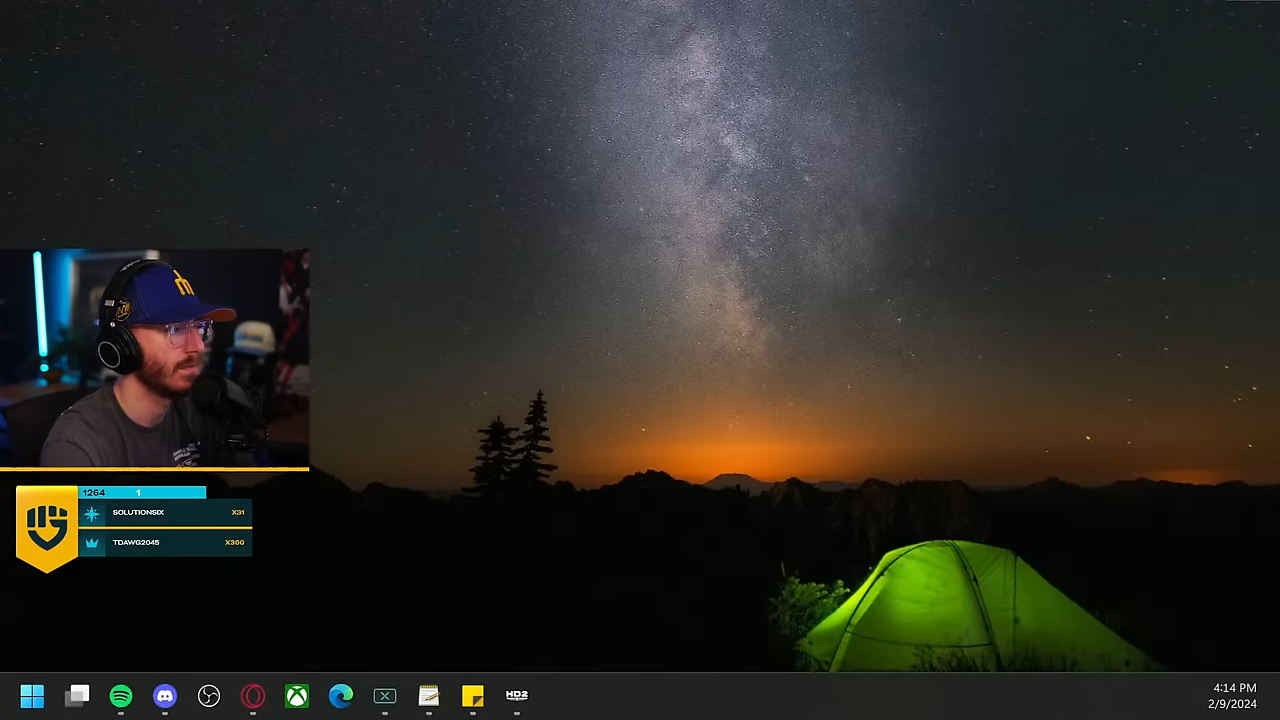 1264 1
SOLUTIONSIX X31
TDAWG2045 X300
HD2
4:14 PM
2/9/2024